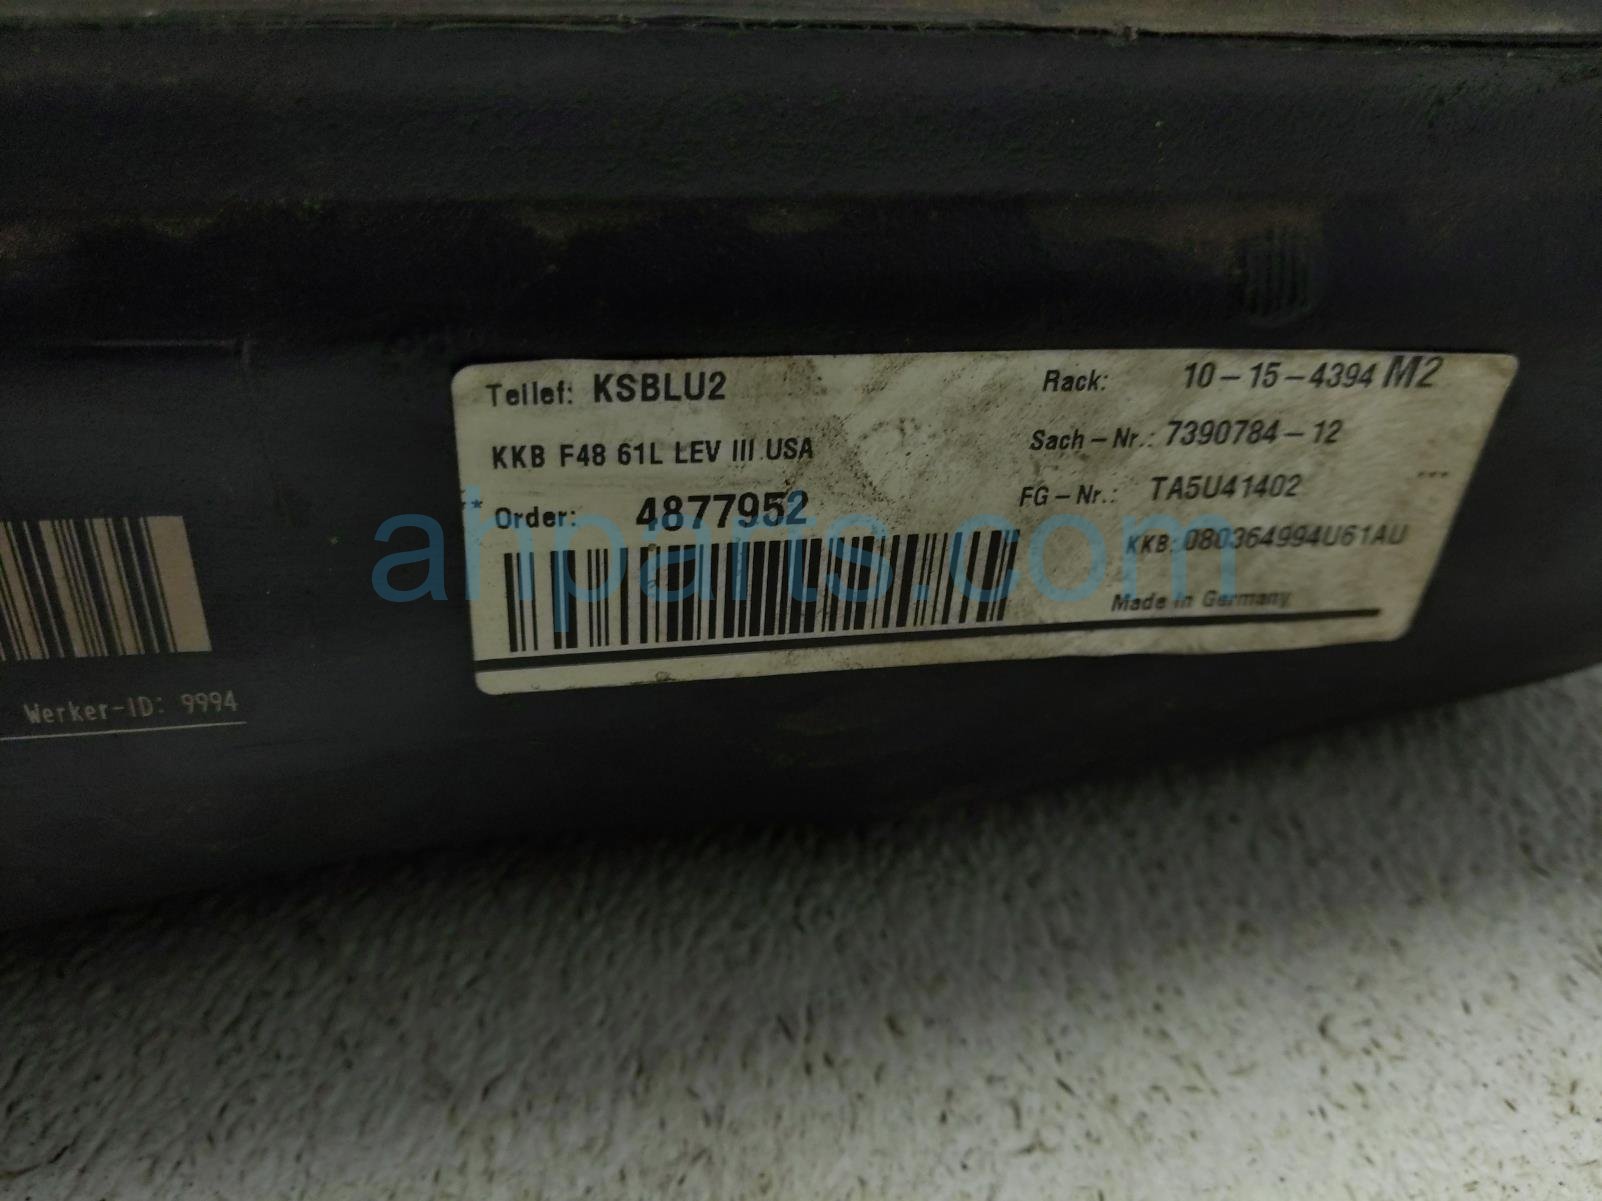 Teilef: KSBLU2
Rack: 10-15-4394 M2
KKB F48 61L LEV III USA
Sach-Nr.: 7390784-12
** Order: 4877952
FG-Nr.: TA5U41402
KKB: 080364994U61AU
Made in Germany
Werker-ID: 9994
ahparts.com